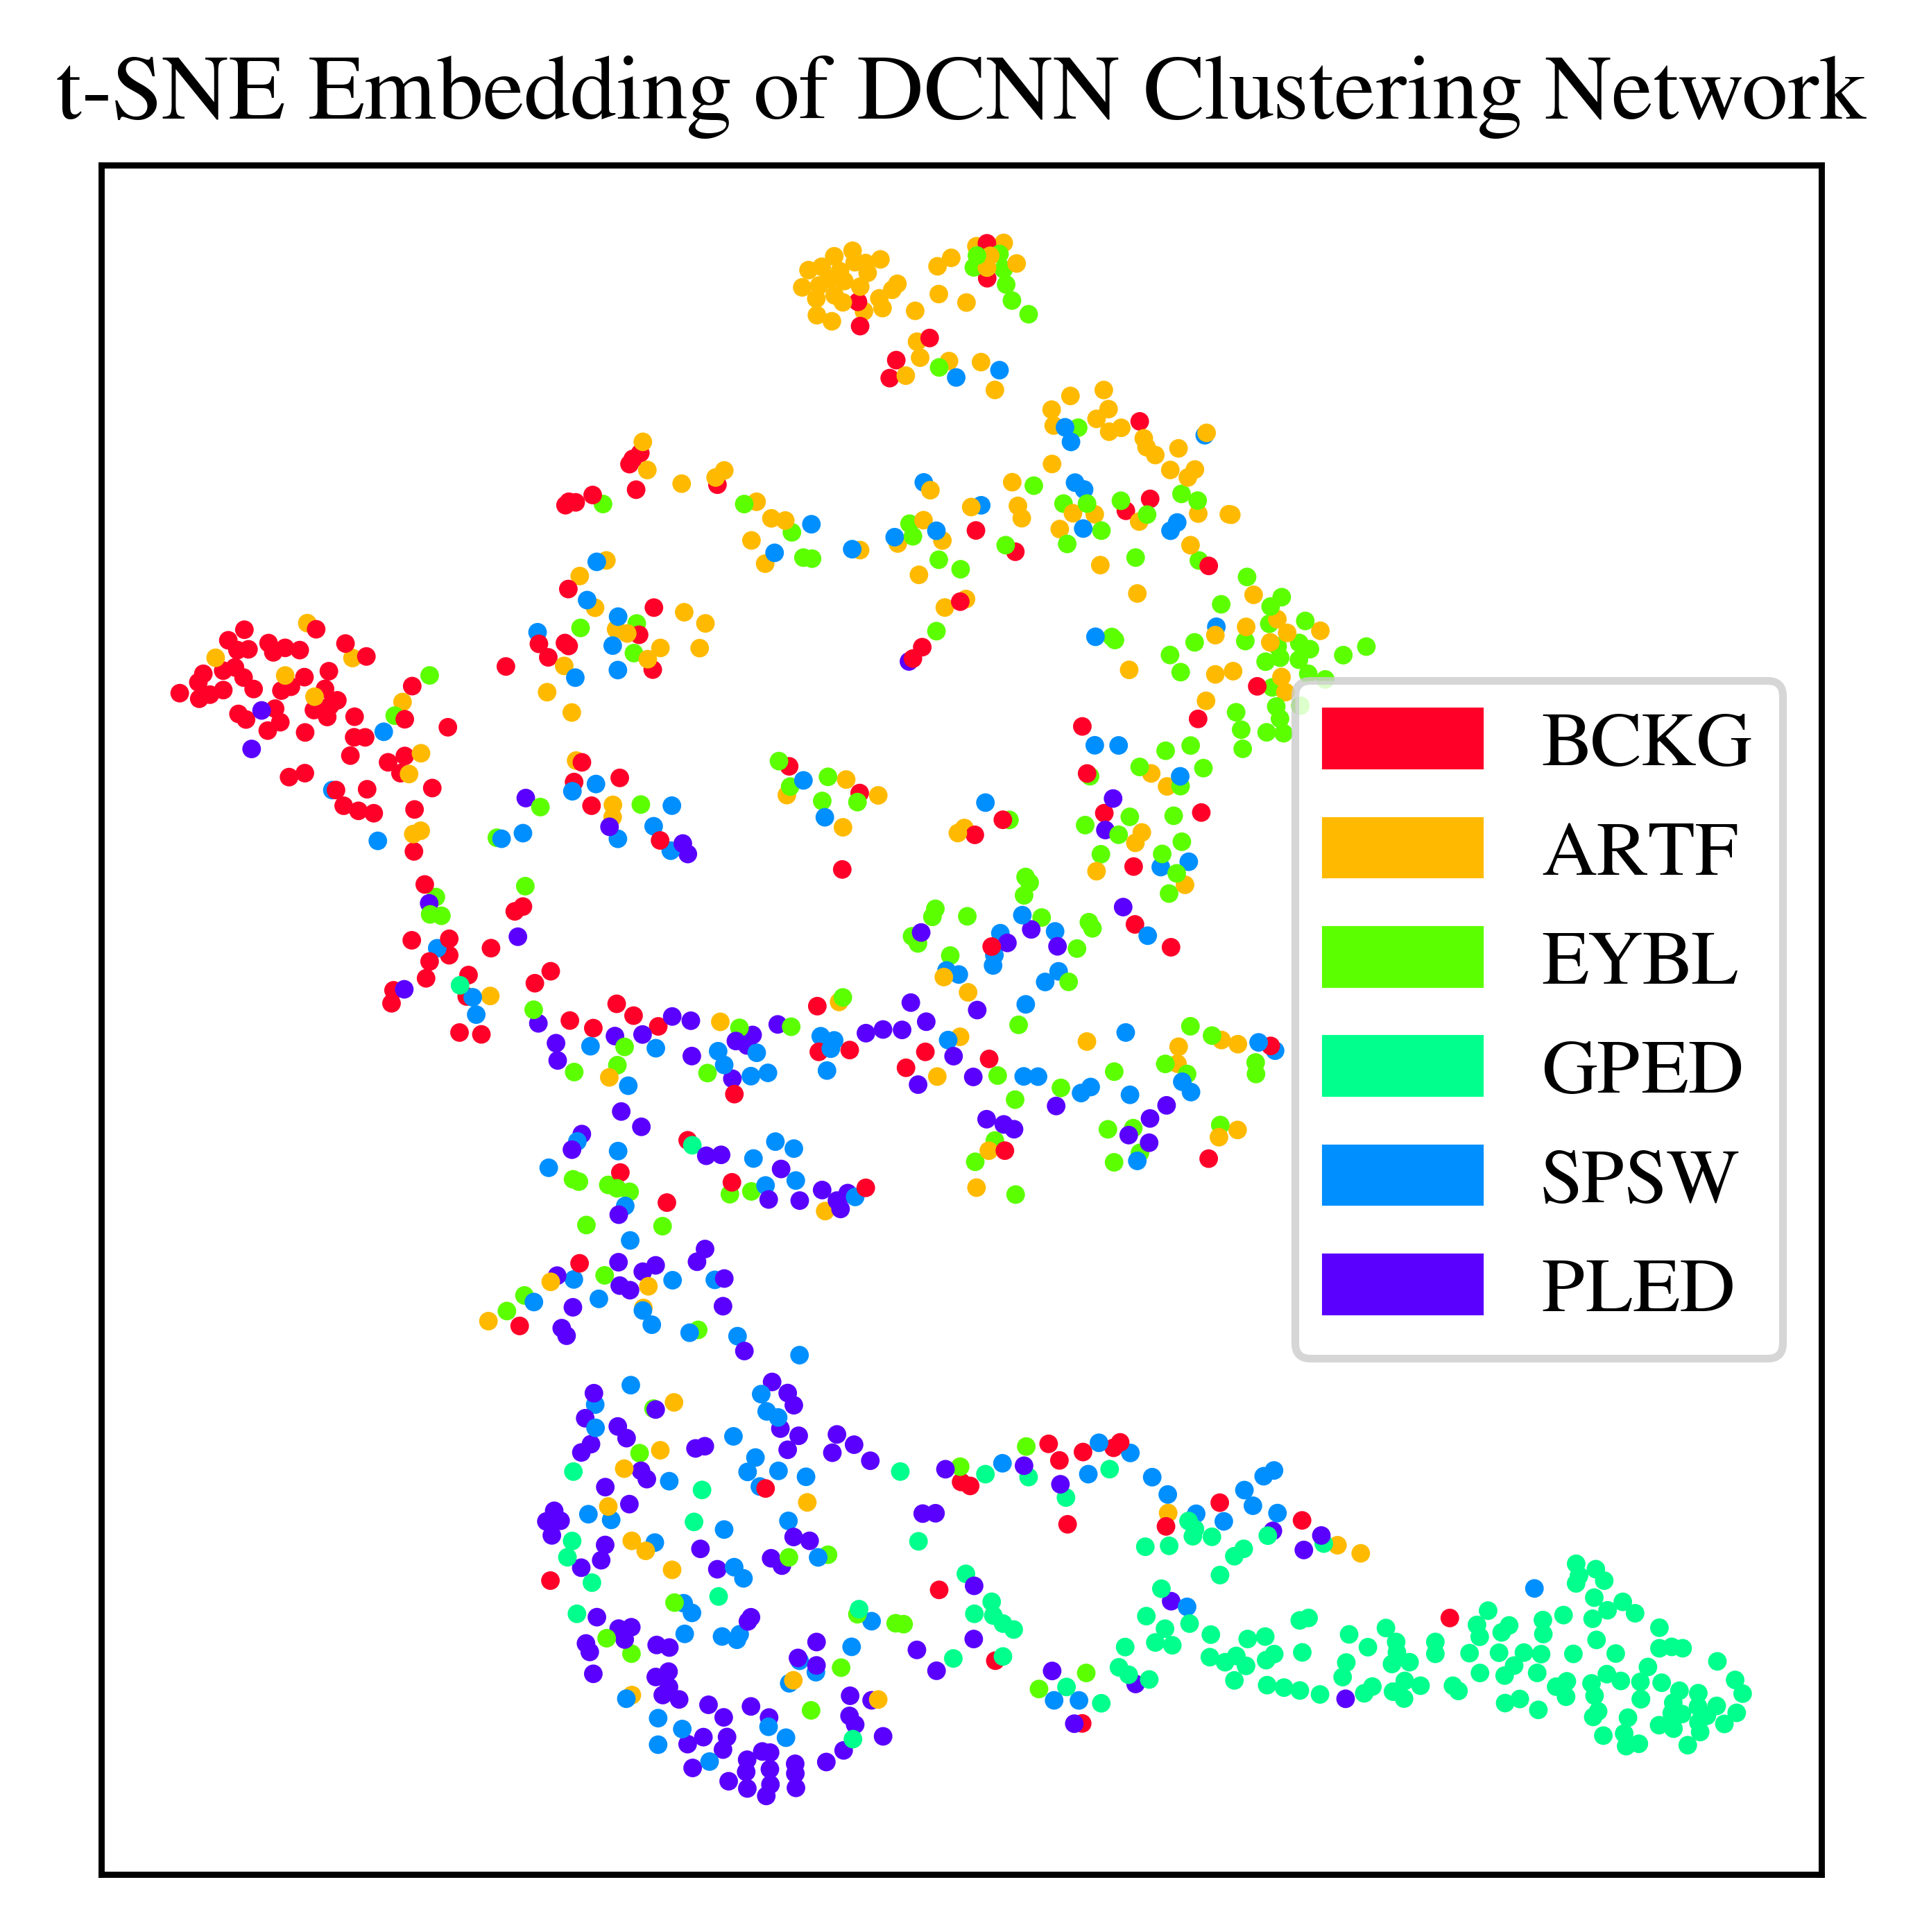 t-SNE Embedding of DCNN Clustering Network
BCKG
ARTF
EYBL
GPED
SPSW
PLED